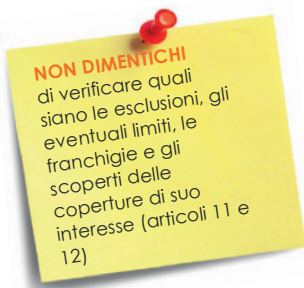 NON DIMENTICHI
di verificare quali
siano le esclusioni, gli
eventuali limiti, le
franchigie e gli
scoperti delle
coperture di suo
interesse (articoli 11 e
12)